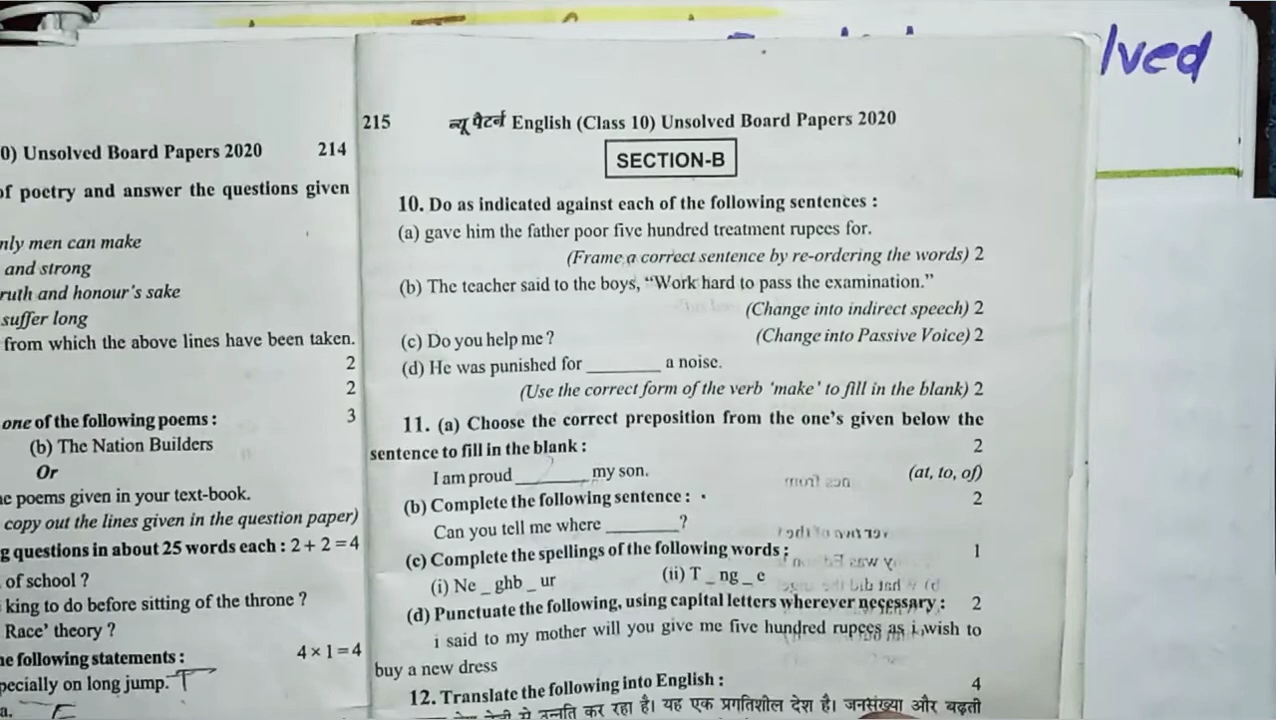 lved
0) Unsolved Board Papers 2020 214
of poetry and answer the questions given
nly men can make
and strong
ruth and honour's sake
suffer long
from which the above lines have been taken.
2
2
one of the following poems : 3
(b) The Nation Builders
Or
e poems given in your text-book.
copy out the lines given in the question paper)
g questions in about 25 words each : 2 + 2 = 4
of school ?
king to do before sitting of the throne ?
Race' theory ?
he following statements : 4 × 1 = 4
pecially on long jump. T
a. F
215 न्यू पैटर्न English (Class 10) Unsolved Board Papers 2020
SECTION-B
10. Do as indicated against each of the following sentences :
(a) gave him the father poor five hundred treatment rupees for.
(Frame a correct sentence by re-ordering the words) 2
(b) The teacher said to the boys, “Work hard to pass the examination.”
(Change into indirect speech) 2
(c) Do you help me ? (Change into Passive Voice) 2
(d) He was punished for ________ a noise.
(Use the correct form of the verb 'make' to fill in the blank) 2
11. (a) Choose the correct preposition from the one's given below the
sentence to fill in the blank : 2
I am proud ________ my son. (at, to, of)
(b) Complete the following sentence : 2
Can you tell me where ________ ?
(c) Complete the spellings of the following words ; 1
(i) Ne _ ghb _ ur (ii) T _ ng _ e
(d) Punctuate the following, using capital letters wherever necessary : 2
i said to my mother will you give me five hundred rupees as i wish to
buy a new dress
12. Translate the following into English : 4
उन्नति कर रहा है। यह एक प्रगतिशील देश है। जनसंख्या और बढ़ती